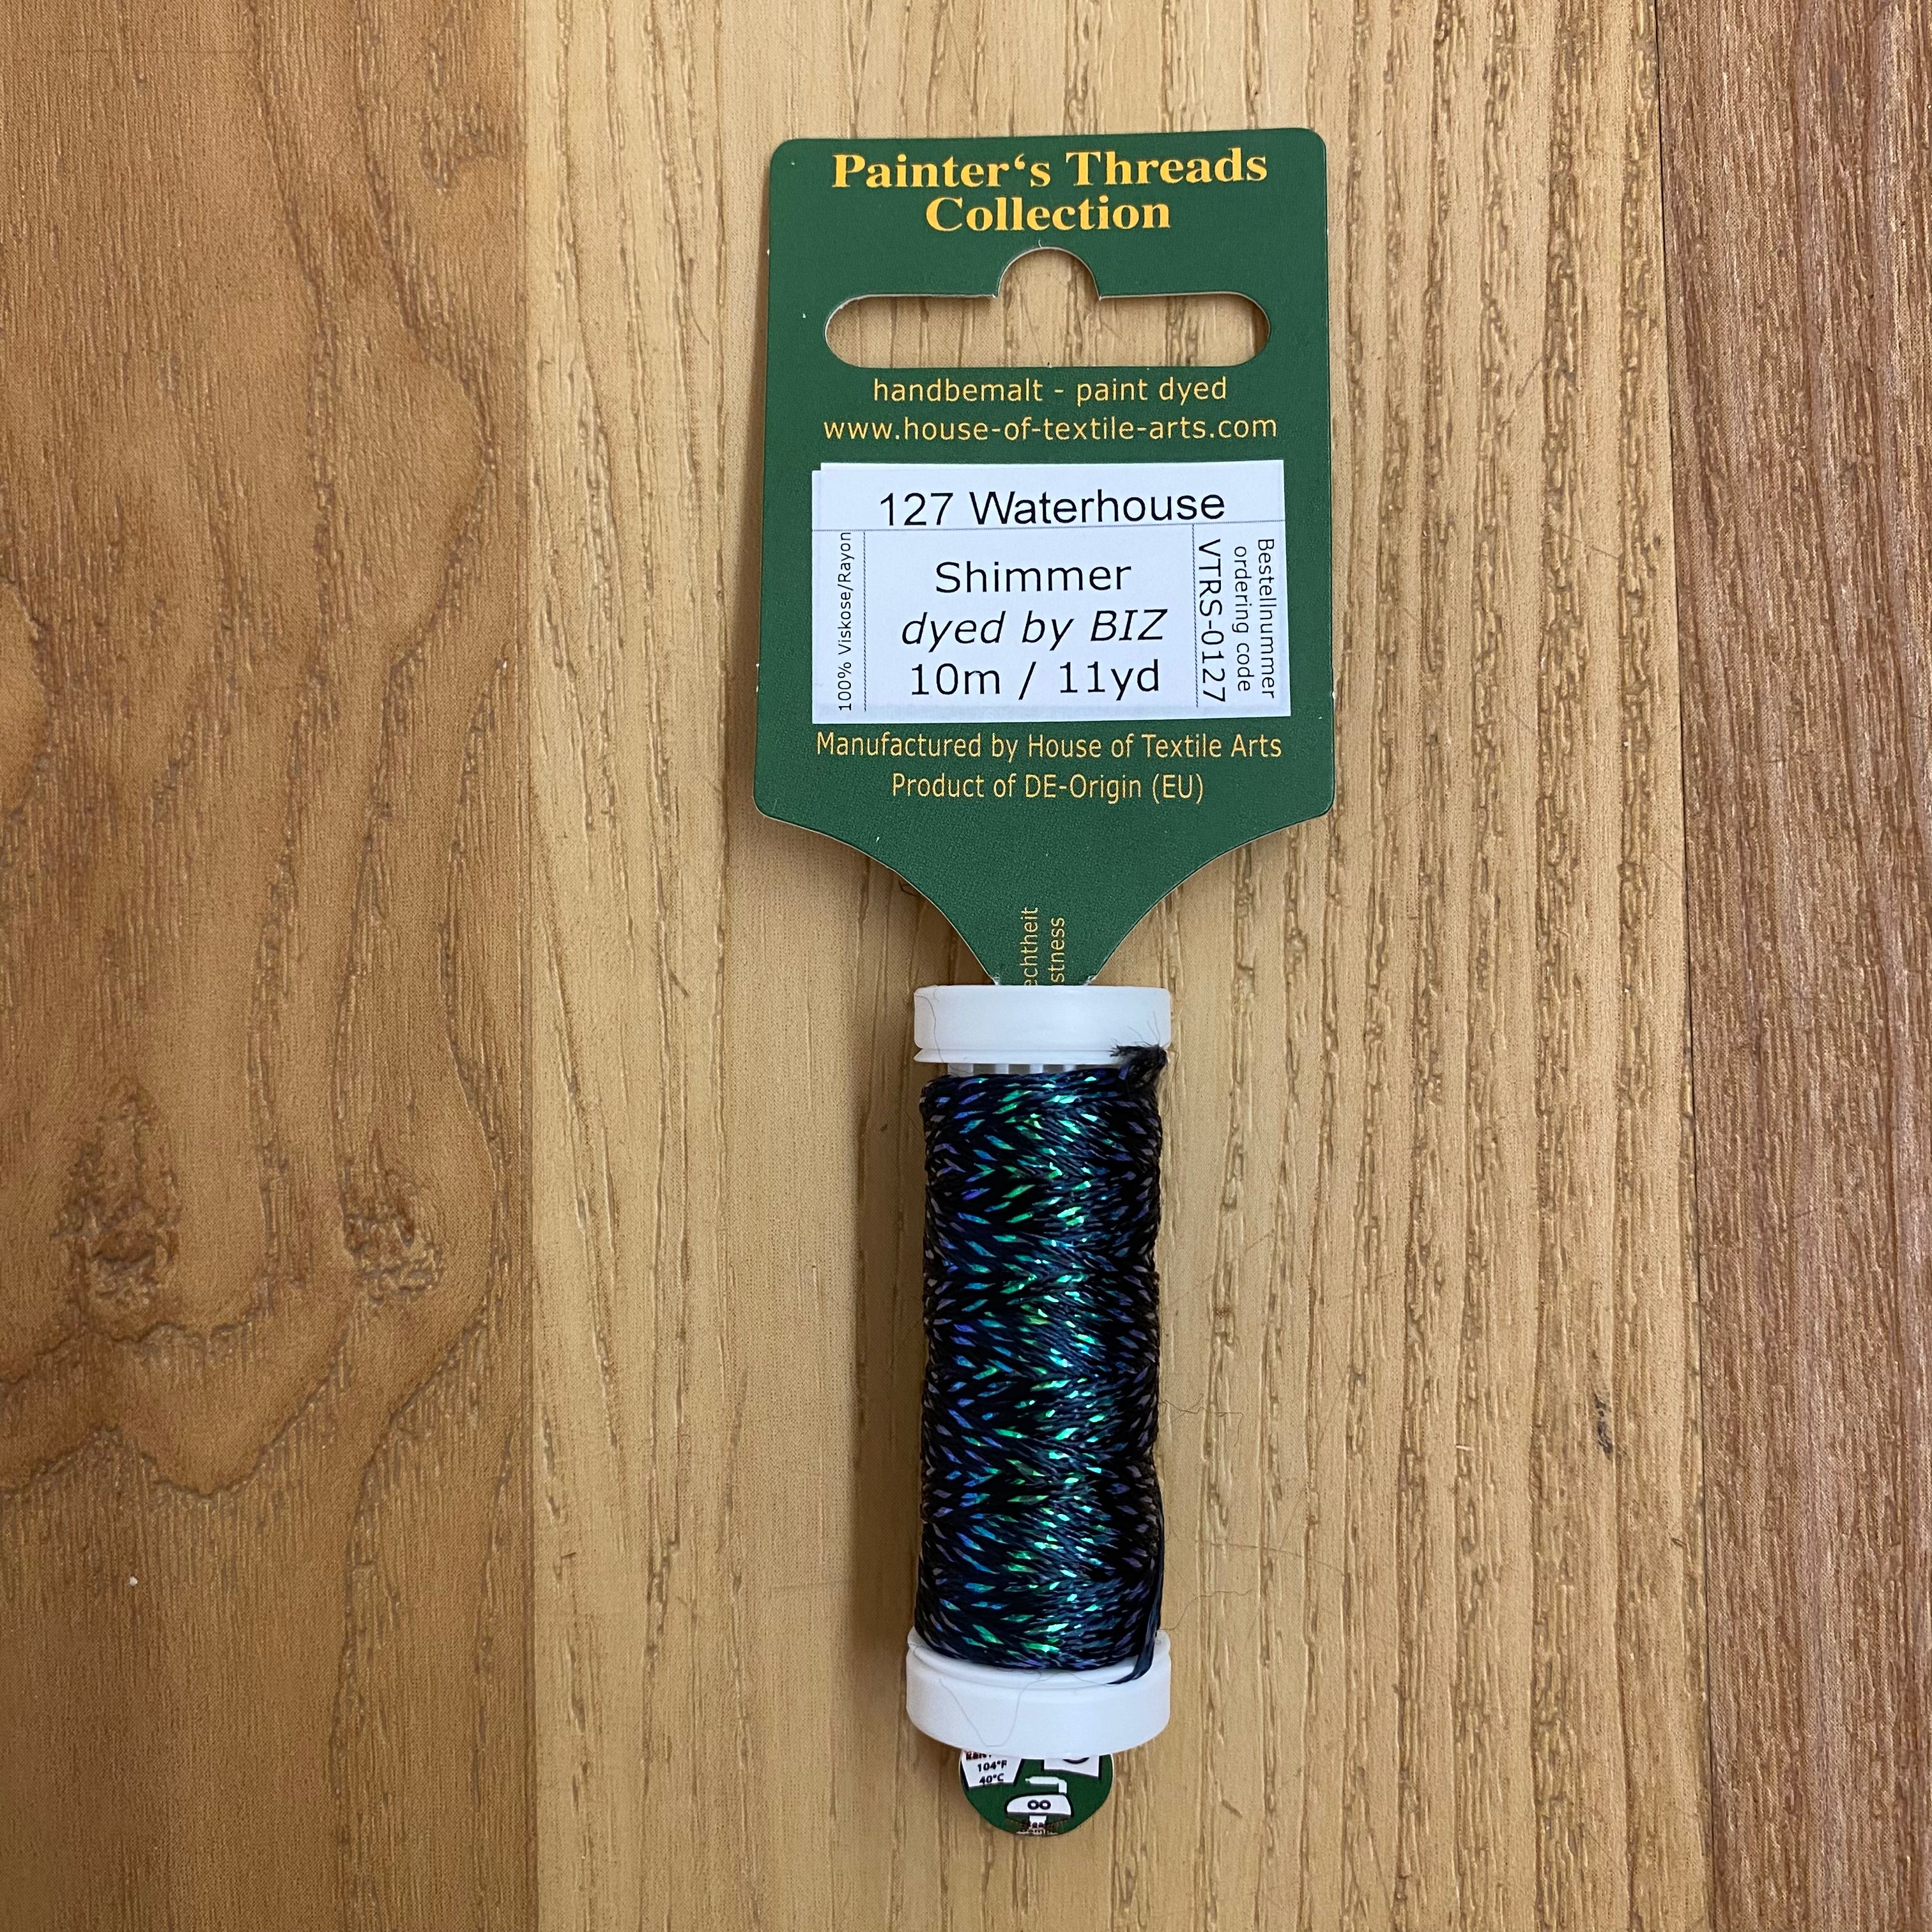 Painter‘s Threads
Collection
handbemalt - paint dyed
www.house-of-textile-arts.com
127 Waterhouse
100% Viskose/Rayon
Shimmer
dyed by BIZ
10m / 11yd
Bestellnummer
ordering code
VTRS-0127
Manufactured by House of Textile Arts
Product of DE-Origin (EU)
echtheit
stness
104°F
40°C